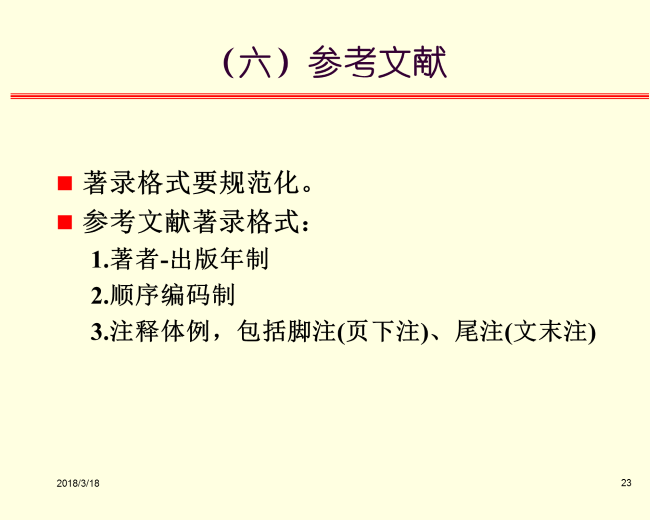 （六）参考文献
著录格式要规范化。
参考文献著录格式：
1.著者-出版年制
2.顺序编码制
3.注释体例，包括脚注(页下注)、尾注(文末注)
2018/3/18
23